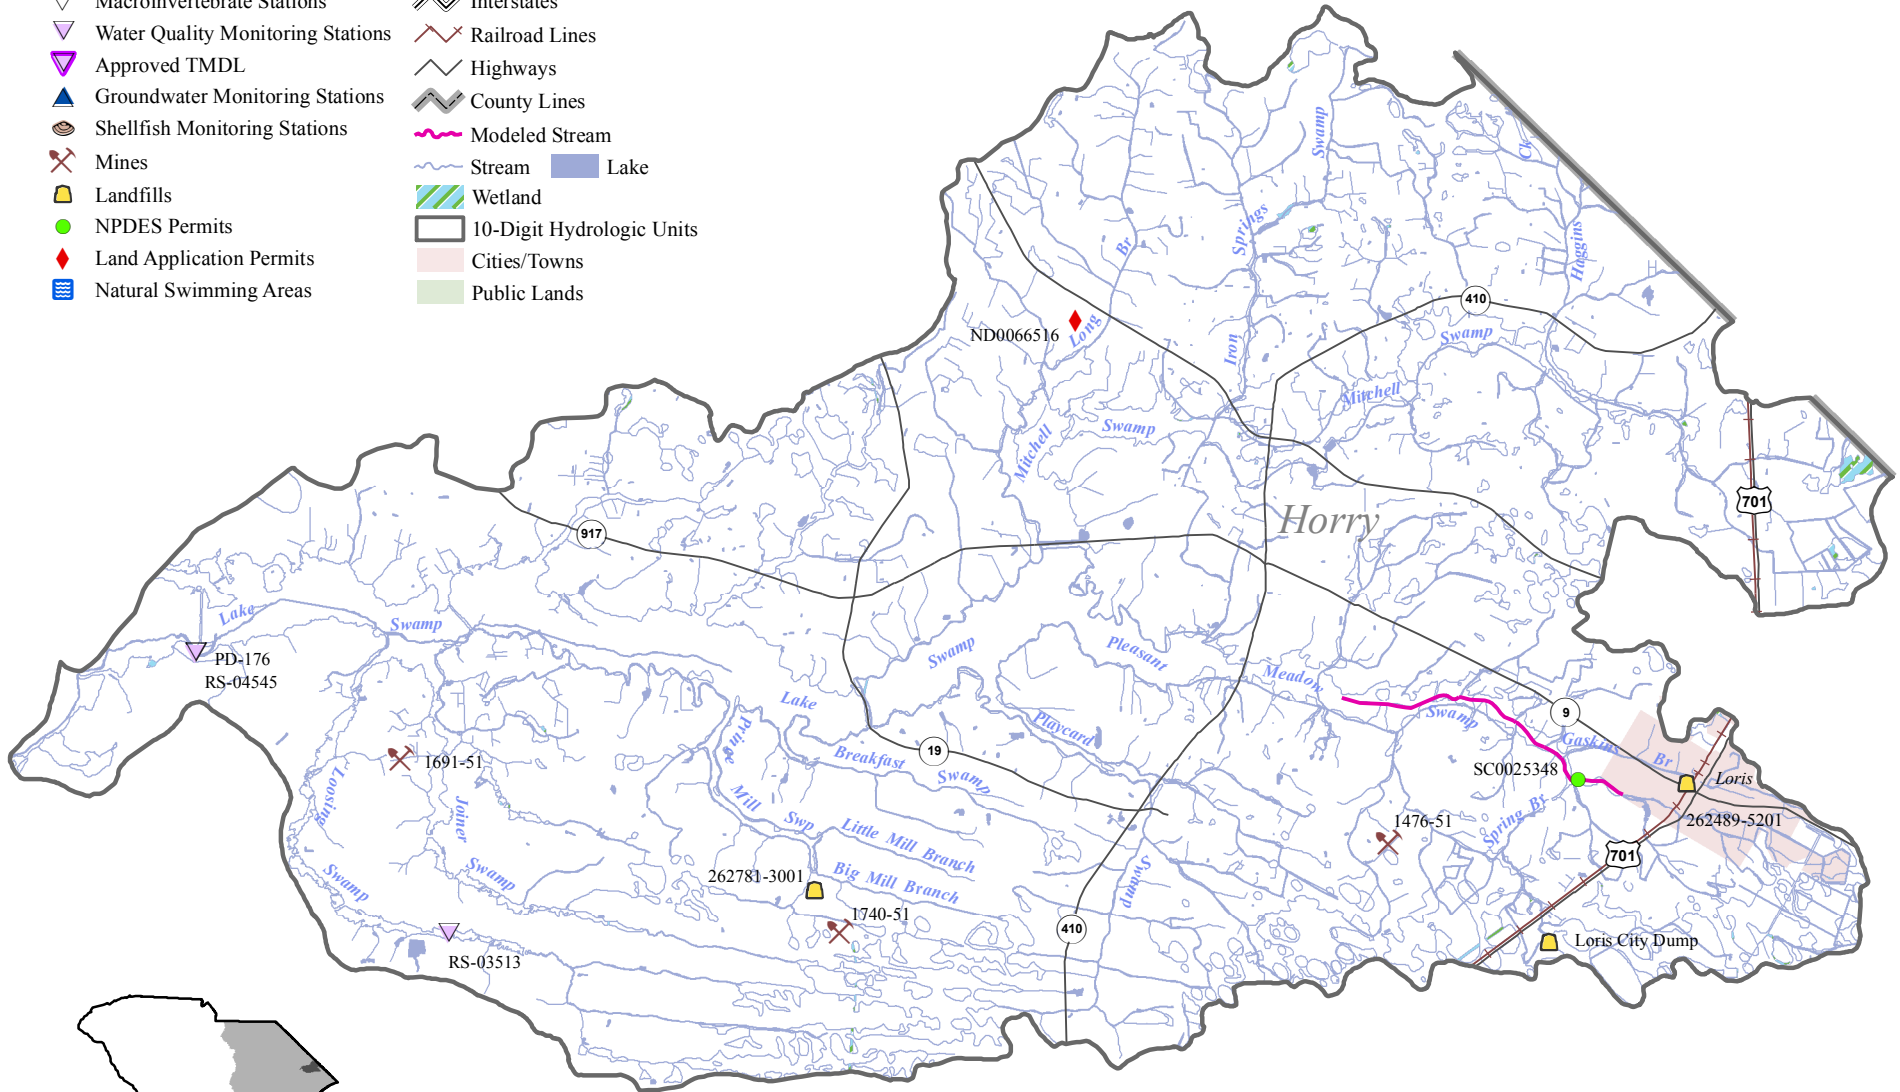 Macroinvertebrate Stations
Water Quality Monitoring Stations
Approved TMDL
Groundwater Monitoring Stations
Shellfish Monitoring Stations
Mines
Landfills
NPDES Permits
Land Application Permits
Natural Swimming Areas
Interstates
Railroad Lines
Highways
County Lines
Modeled Stream
Stream
Lake
Wetland
10-Digit Hydrologic Units
Cities/Towns
Public Lands
Swamp
Ck
Springs
Br
Haggins
410
ND0066516
Long
Iron
Swamp
Mitchell
Swamp
Mitchell
701
Horry
917
Lake
Swamp
PD-176
RS-04545
Swamp
Pleasant
Meadow
Lake
Swamp
9
Playcard
Gaskins
Br
Pringe
19
Breakfast
Swamp
SC0025348
Loris
1691-51
Loosing
Joiner
Mill
Swp
Little Mill Branch
1476-51
Spring Br
262489-5201
701
Swamp
Swamp
262781-3001
Big Mill Branch
Swamp
1740-51
410
Loris City Dump
RS-03513